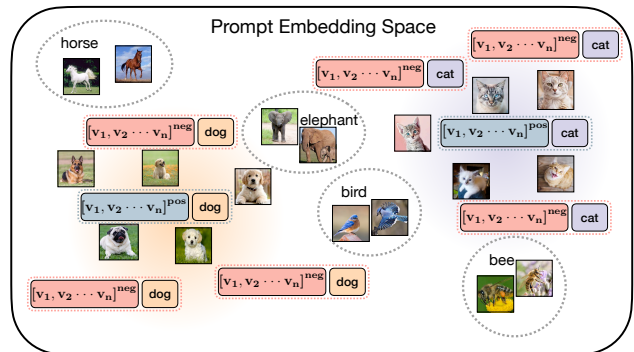 Prompt Embedding Space
horse
[v₁, v₂ ⋯ vₙ]ⁿᵉᵍ cat
[v₁, v₂ ⋯ vₙ]ⁿᵉᵍ cat
elephant
[v₁, v₂ ⋯ vₙ]ⁿᵉᵍ dog
[v₁, v₂ ⋯ vₙ]ᵖᵒˢ cat
bird
[v₁, v₂ ⋯ vₙ]ᵖᵒˢ dog
[v₁, v₂ ⋯ vₙ]ⁿᵉᵍ cat
bee
[v₁, v₂ ⋯ vₙ]ⁿᵉᵍ dog
[v₁, v₂ ⋯ vₙ]ⁿᵉᵍ dog